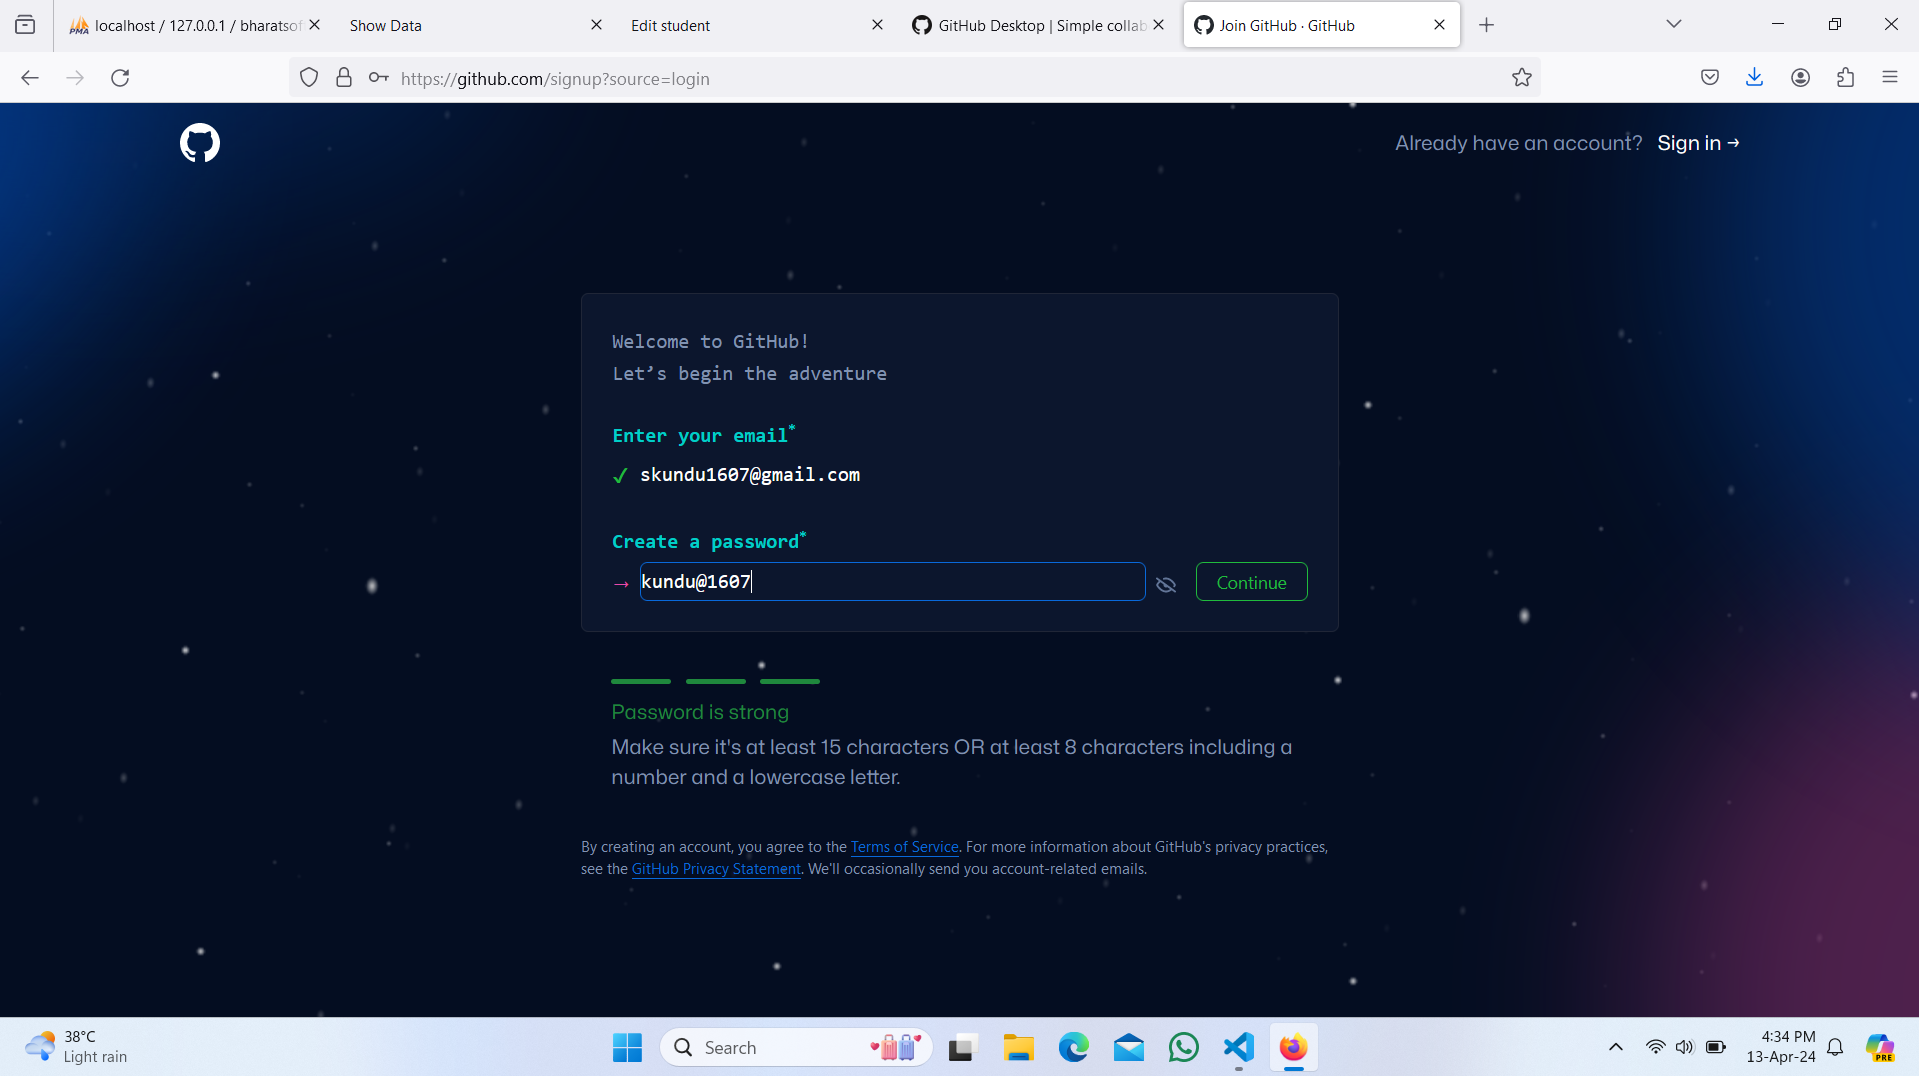 localhost / 127.0.0.1 / bharatsof
Show Data
Edit student
GitHub Desktop | Simple collab
Join GitHub · GitHub
https://github.com/signup?source=login
Already have an account? Sign in →
Welcome to GitHub!
Let’s begin the adventure
Enter your email*
✓ skundu1607@gmail.com
Create a password*
→ kundu@1607
Continue
Password is strong
Make sure it's at least 15 characters OR at least 8 characters including a
number and a lowercase letter.
By creating an account, you agree to the Terms of Service. For more information about GitHub’s privacy practices,
see the GitHub Privacy Statement. We'll occasionally send you account-related emails.
38°C
Light rain
Search
4:34 PM
13-Apr-24
PRE